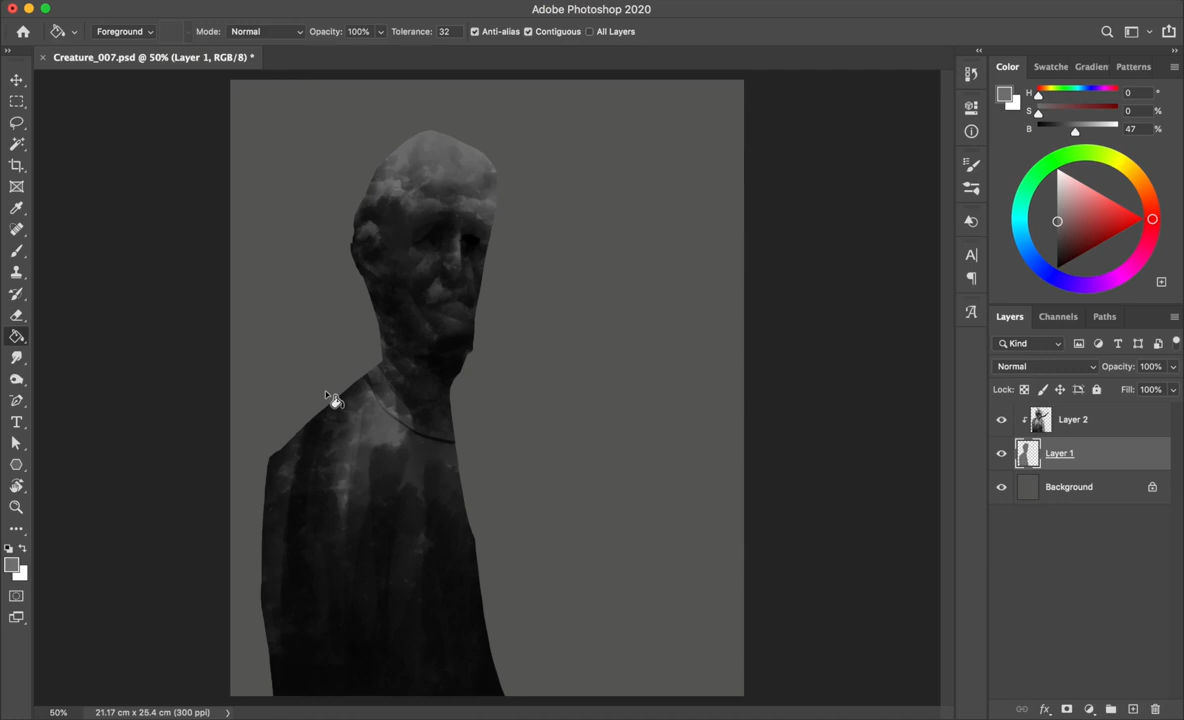 Adobe Photoshop 2020
Foreground
Mode: Normal
Opacity: 100%
Tolerance: 32
Anti-alias
Contiguous
All Layers
Creature_007.psd @ 50% (Layer 1, RGB/8) *
Color
Swatche
Gradien
Patterns
H 0 °
S 0 %
B 47 %
Layers
Channels
Paths
Kind
Normal
Opacity: 100%
Lock:
Fill: 100%
Layer 2
Layer 1
Background
50%
21.17 cm x 25.4 cm (300 ppi)